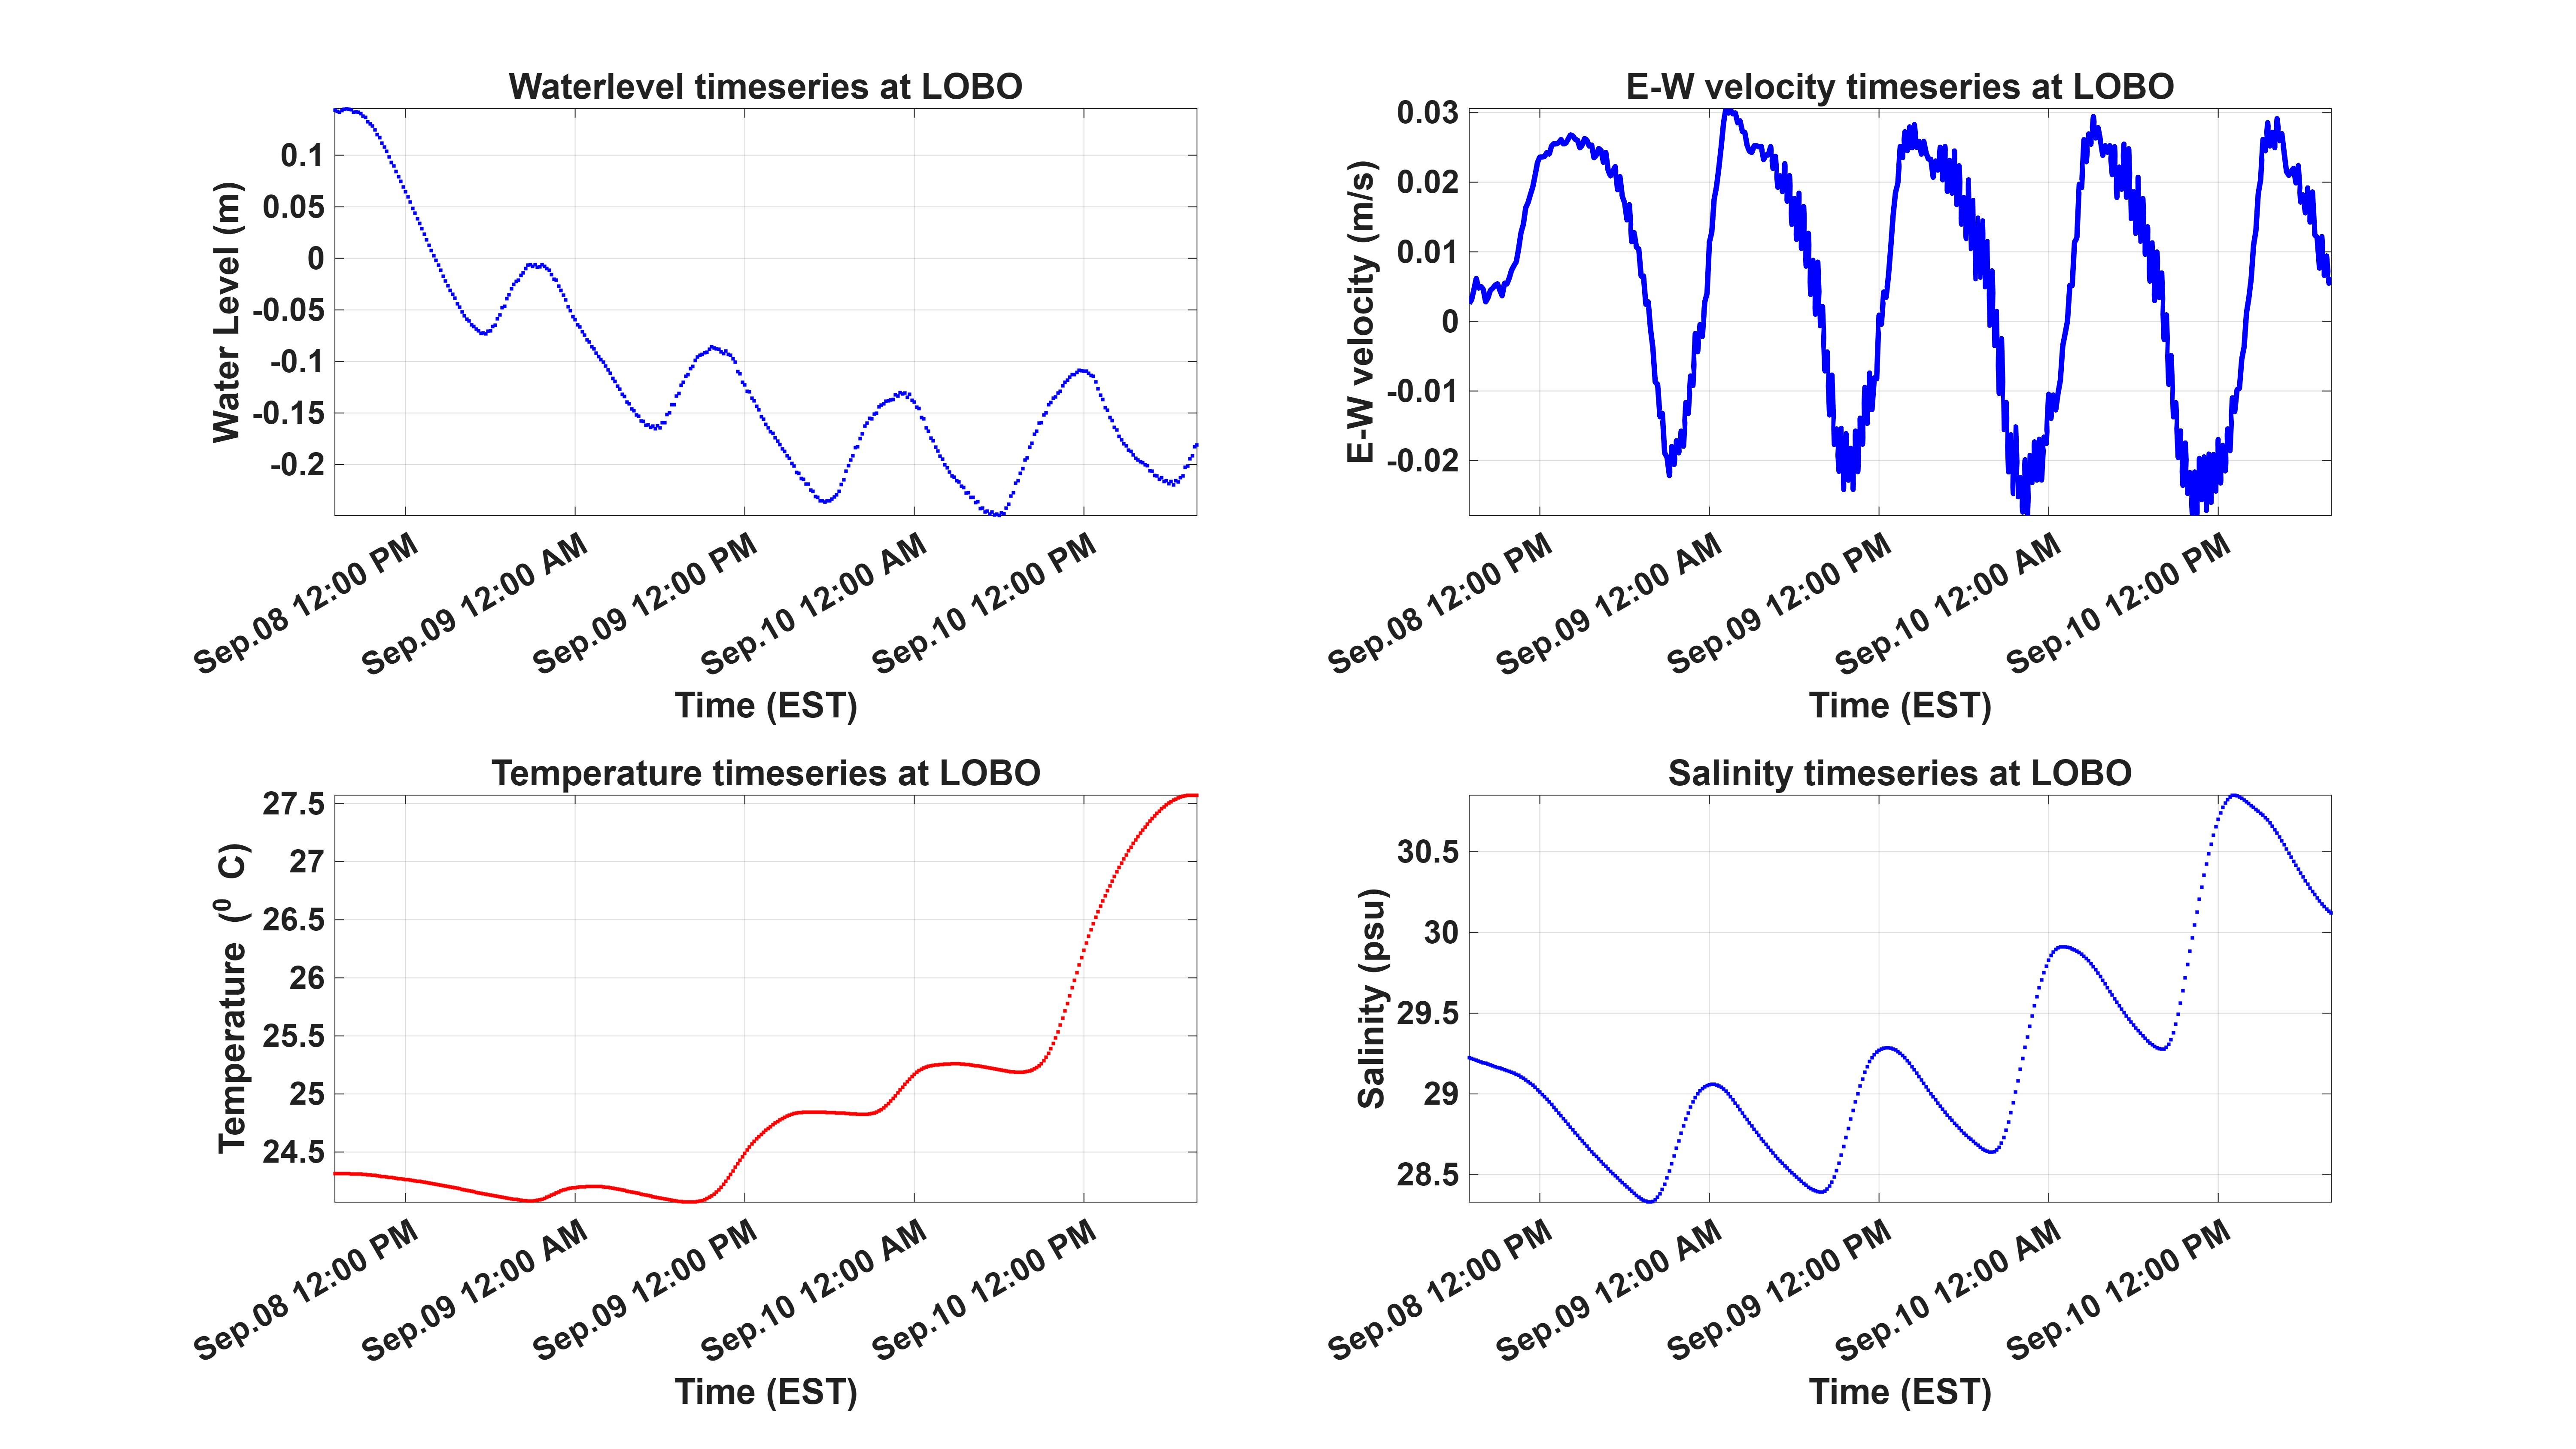 Waterlevel timeseries at LOBO
Water Level (m)
0.1
0.05
0
-0.05
-0.1
-0.15
-0.2
Sep.08 12:00 PM
Sep.09 12:00 AM
Sep.09 12:00 PM
Sep.10 12:00 AM
Sep.10 12:00 PM
Time (EST)
E-W velocity timeseries at LOBO
E-W velocity (m/s)
0.03
0.02
0.01
0
-0.01
-0.02
Sep.08 12:00 PM
Sep.09 12:00 AM
Sep.09 12:00 PM
Sep.10 12:00 AM
Sep.10 12:00 PM
Time (EST)
Temperature timeseries at LOBO
Temperature (⁰ C)
27.5
27
26.5
26
25.5
25
24.5
Sep.08 12:00 PM
Sep.09 12:00 AM
Sep.09 12:00 PM
Sep.10 12:00 AM
Sep.10 12:00 PM
Time (EST)
Salinity timeseries at LOBO
Salinity (psu)
30.5
30
29.5
29
28.5
Sep.08 12:00 PM
Sep.09 12:00 AM
Sep.09 12:00 PM
Sep.10 12:00 AM
Sep.10 12:00 PM
Time (EST)